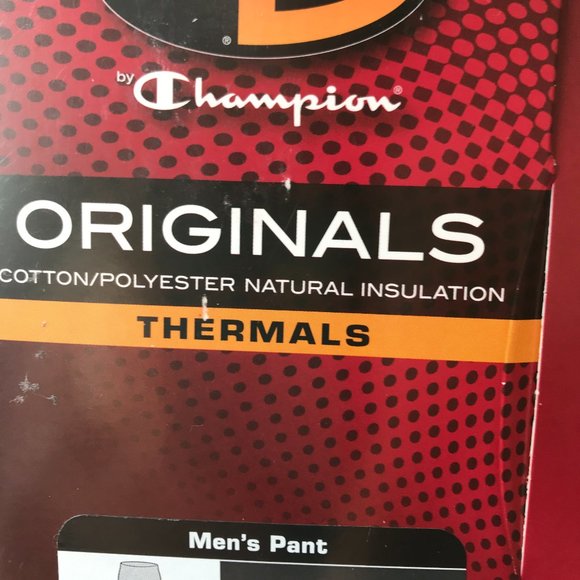 by Champion®
ORIGINALS
COTTON/POLYESTER NATURAL INSULATION
THERMALS
Men's Pant